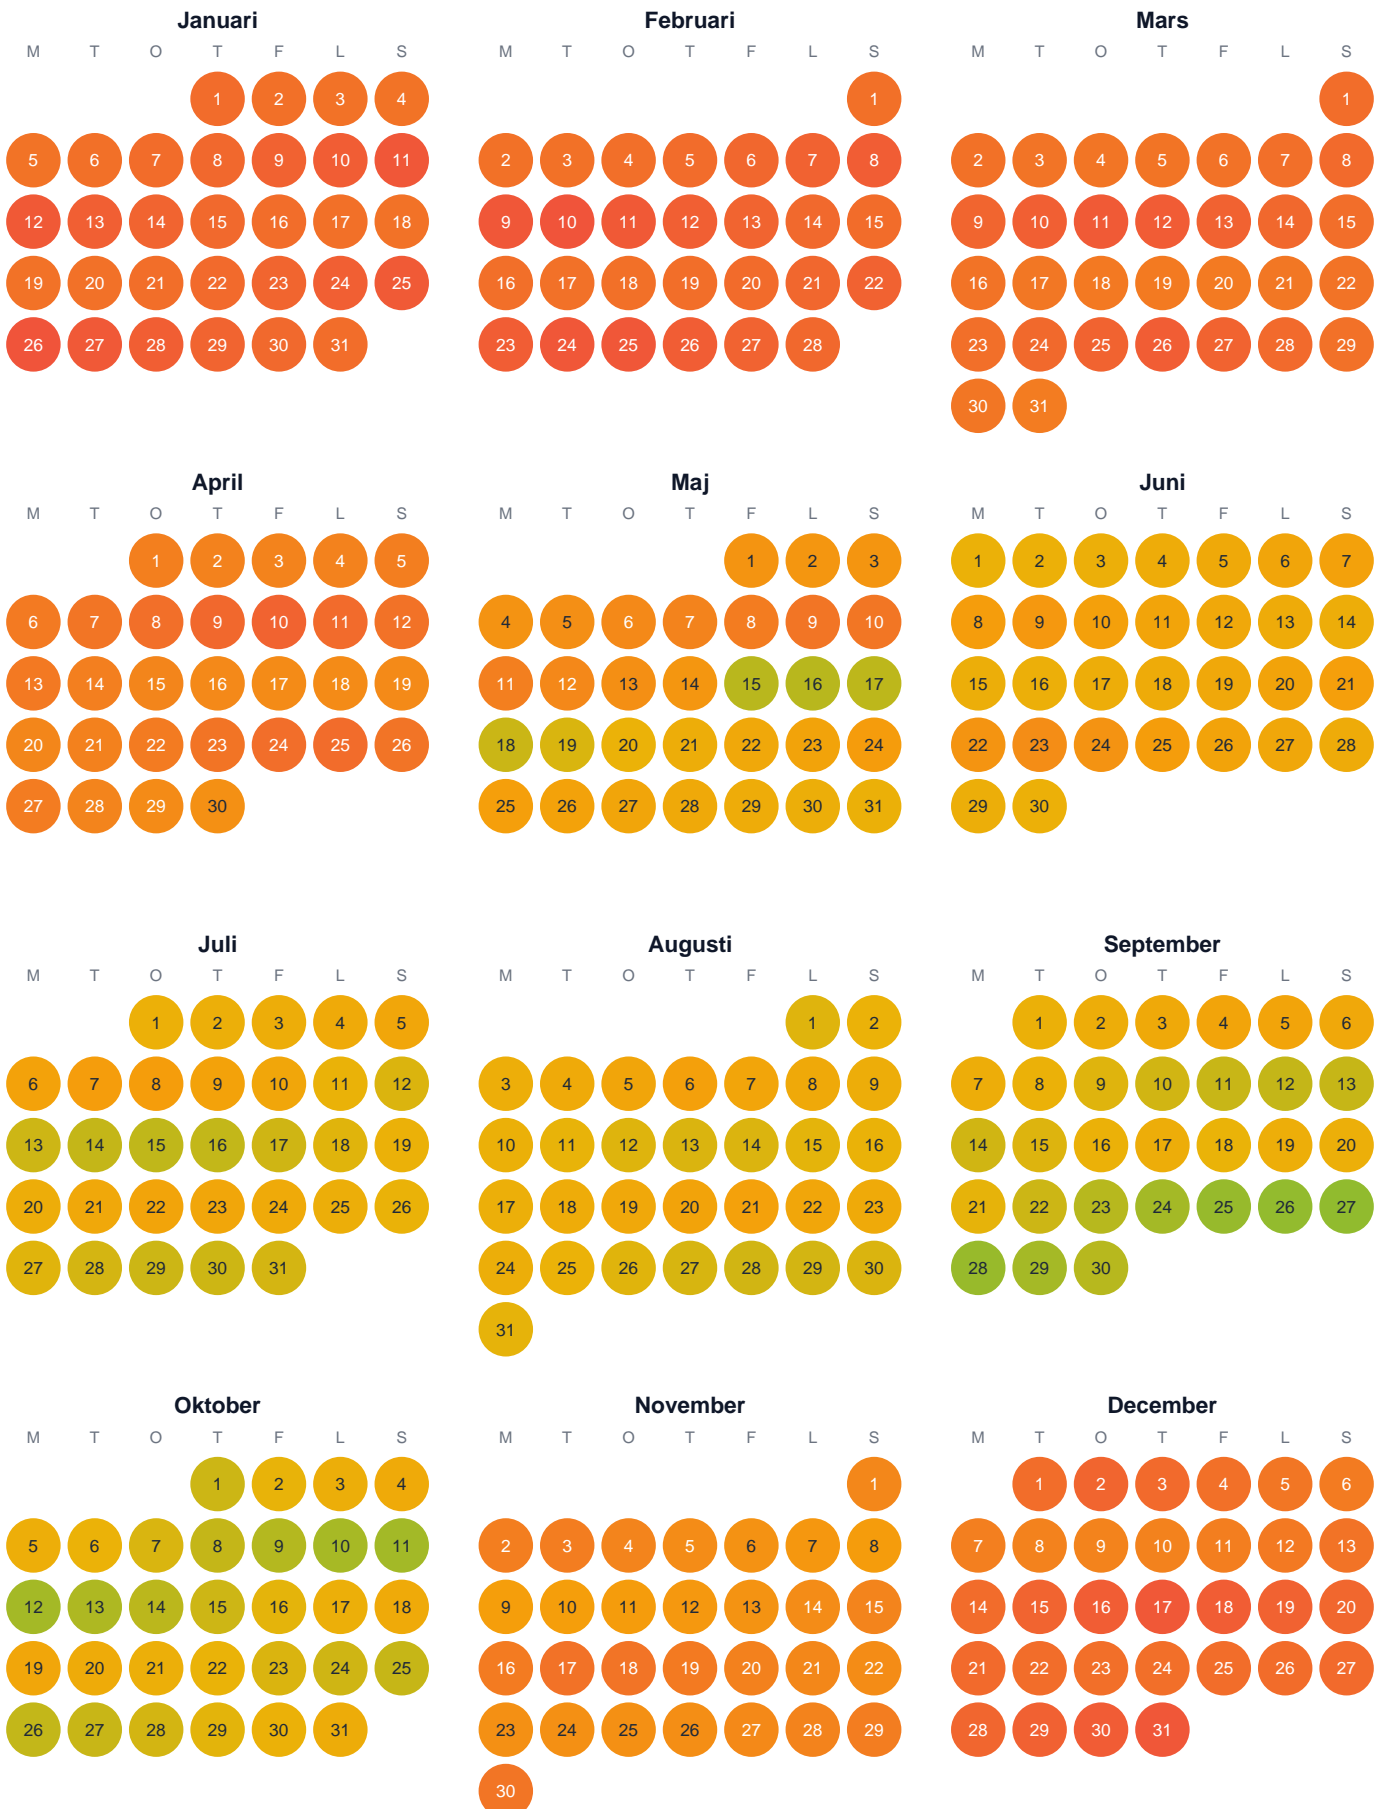 Januari Februari Mars
M T O T F L S M T O T F L S M T O T F L S
1 2 3 4 1 1
5 6 7 8 9 10 11 2 3 4 5 6 7 8 2 3 4 5 6 7 8
12 13 14 15 16 17 18 9 10 11 12 13 14 15 9 10 11 12 13 14 15
19 20 21 22 23 24 25 16 17 18 19 20 21 22 16 17 18 19 20 21 22
26 27 28 29 30 31 23 24 25 26 27 28 23 24 25 26 27 28 29
30 31
April Maj Juni
M T O T F L S M T O T F L S M T O T F L S
1 2 3 4 5 1 2 3 1 2 3 4 5 6 7
6 7 8 9 10 11 12 4 5 6 7 8 9 10 8 9 10 11 12 13 14
13 14 15 16 17 18 19 11 12 13 14 15 16 17 15 16 17 18 19 20 21
20 21 22 23 24 25 26 18 19 20 21 22 23 24 22 23 24 25 26 27 28
27 28 29 30 25 26 27 28 29 30 31 29 30
Juli Augusti September
M T O T F L S M T O T F L S M T O T F L S
1 2 3 4 5 1 2 1 2 3 4 5 6
6 7 8 9 10 11 12 3 4 5 6 7 8 9 7 8 9 10 11 12 13
13 14 15 16 17 18 19 10 11 12 13 14 15 16 14 15 16 17 18 19 20
20 21 22 23 24 25 26 17 18 19 20 21 22 23 21 22 23 24 25 26 27
27 28 29 30 31 24 25 26 27 28 29 30 28 29 30
31
Oktober November December
M T O T F L S M T O T F L S M T O T F L S
1 2 3 4 1 1 2 3 4 5 6
5 6 7 8 9 10 11 2 3 4 5 6 7 8 7 8 9 10 11 12 13
12 13 14 15 16 17 18 9 10 11 12 13 14 15 14 15 16 17 18 19 20
19 20 21 22 23 24 25 16 17 18 19 20 21 22 21 22 23 24 25 26 27
26 27 28 29 30 31 23 24 25 26 27 28 29 28 29 30 31
30